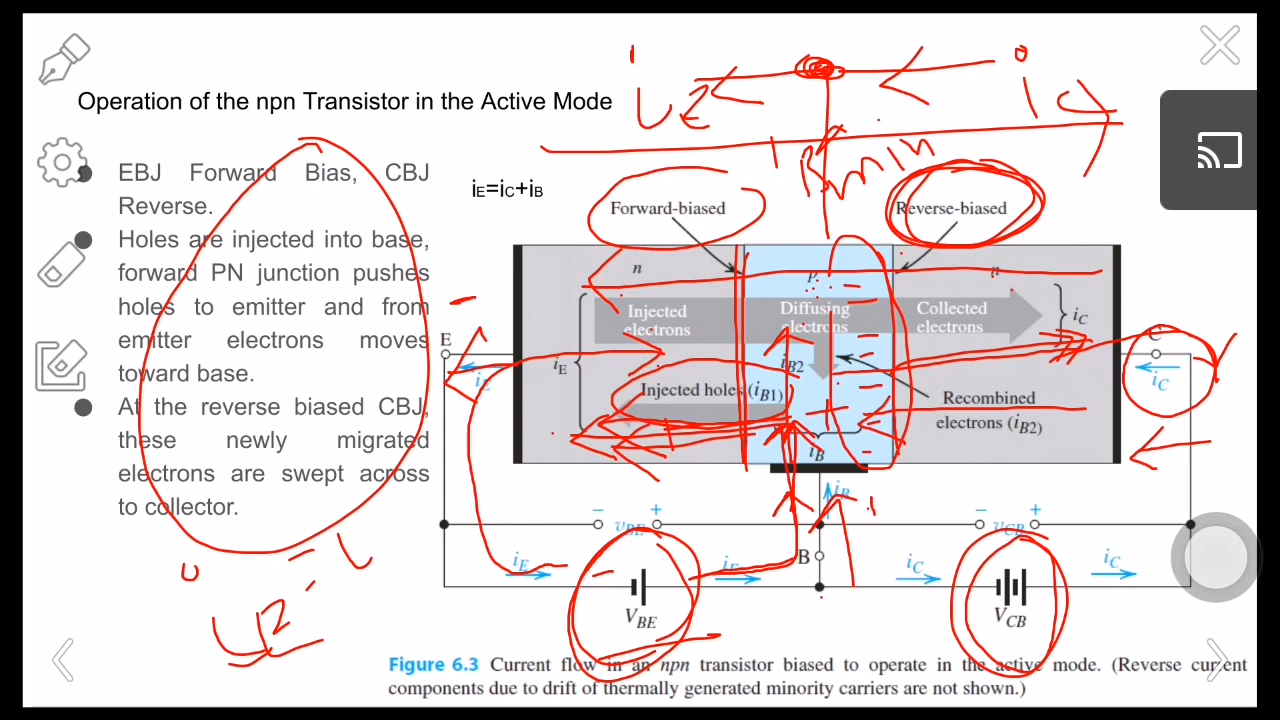 Operation of the npn Transistor in the Active Mode
EBJ Forward Bias, CBJ
Reverse.
Holes are injected into base,
forward PN junction pushes
holes to emitter and from
emitter electrons moves
toward base.
At the reverse biased CBJ,
these newly migrated
electrons are swept across
to collector.
iE=iC+iB
Forward-biased
Reverse-biased
n
p
n
Injected
electrons
Diffusing
electrons
Collected
electrons
iC
E
iE
iE
iB2
Injected holes (iB1)
Recombined
electrons (iB2)
C
iC
iB
iB
− vBE +
− vCB +
B
iE
iE
iC
iC
VBE
VCB
Figure 6.3 Current flow in an npn transistor biased to operate in the active mode. (Reverse current
components due to drift of thermally generated minority carriers are not shown.)